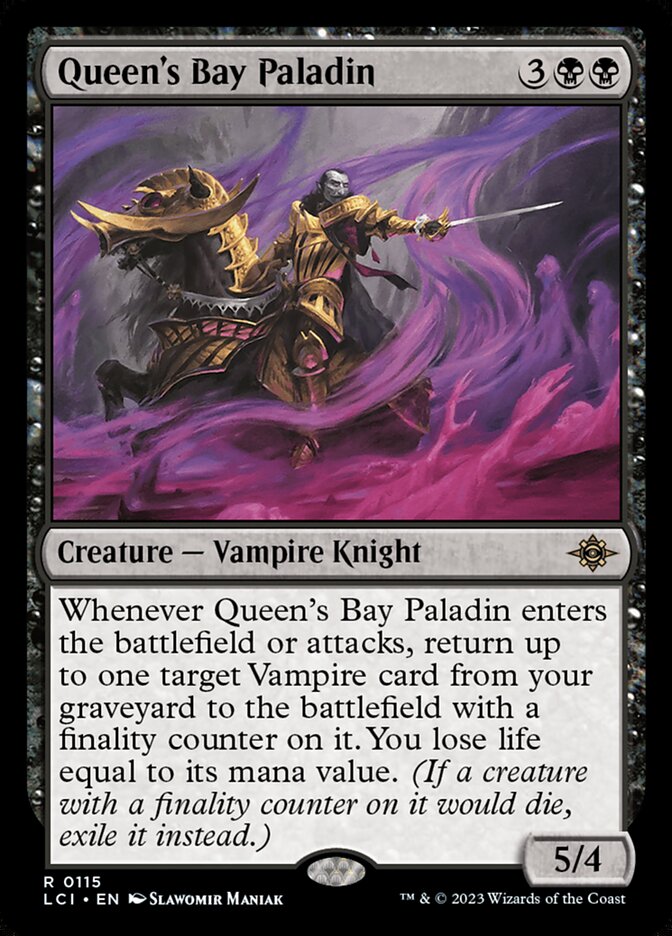 Queen's Bay Paladin 3
Creature — Vampire Knight
Whenever Queen's Bay Paladin enters
the battlefield or attacks, return up
to one target Vampire card from your
graveyard to the battlefield with a
finality counter on it. You lose life
equal to its mana value. (If a creature
with a finality counter on it would die,
exile it instead.)
5/4
R 0115
LCI • EN Slawomir Maniak
™ & © 2023 Wizards of the Coast